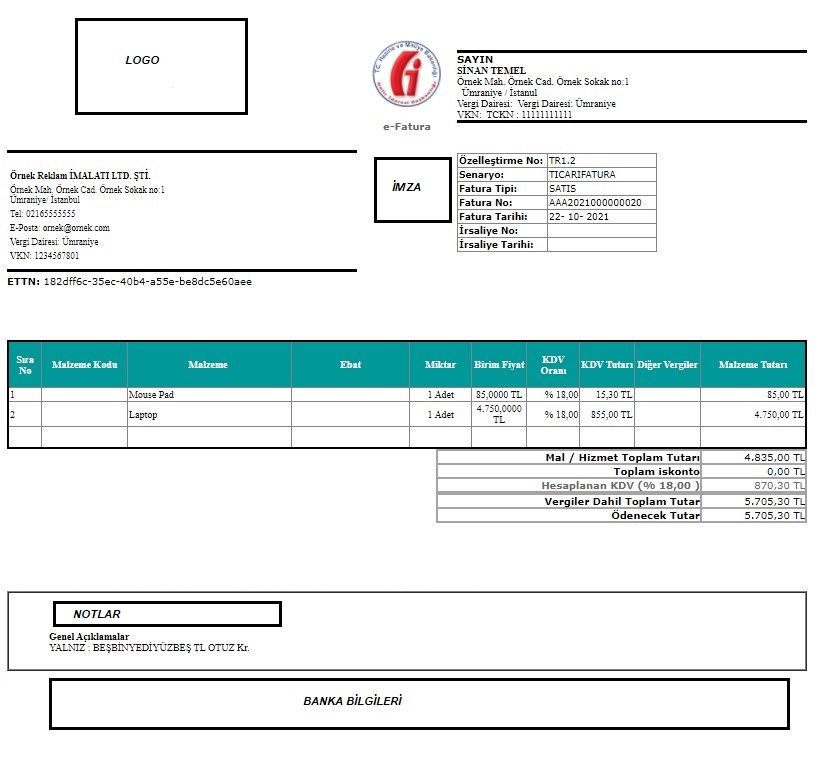 LOGO
T.C. Hazine ve Maliye Bakanlığı
Gelir İdaresi Başkanlığı
e-Fatura
SAYIN
SİNAN TEMEL
Örnek Mah. Örnek Cad. Örnek Sokak no:1
Ümraniye / İstanul
Vergi Dairesi: Vergi Dairesi: Ümraniye
VKN: TCKN : 11111111111
Örnek Reklam İMALATI LTD. ŞTİ.
Örnek Mah, Örnek Cad. Örnek Sokak no:1
Ümraniye/ İstanbul
Tel: 02165555555
E-Posta: ornek@ornek.com
Vergi Dairesi: Ümraniye
VKN: 1234567801
ETTN: 182dff6c-35ec-40b4-a55e-be8dc5e60aee
İMZA
Özelleştirme No: TR1.2
Senaryo: TICARIFATURA
Fatura Tipi: SATIS
Fatura No: AAA2021000000020
Fatura Tarihi: 22- 10- 2021
İrsaliye No:
İrsaliye Tarihi:
Sıra No Malzeme Kodu Malzeme Ebat Miktar Birim Fiyat KDV Oranı KDV Tutarı Diğer Vergiler Malzeme Tutarı
1 Mouse Pad 1 Adet 85,0000 TL % 18,00 15,30 TL 85,00 TL
2 Laptop 1 Adet 4.750,0000 TL % 18,00 855,00 TL 4.750,00 TL
Mal / Hizmet Toplam Tutarı 4.835,00 TL
Toplam iskonto 0,00 TL
Hesaplanan KDV (% 18,00 ) 870,30 TL
Vergiler Dahil Toplam Tutar 5.705,30 TL
Ödenecek Tutar 5.705,30 TL
NOTLAR
Genel Açıklamalar
YALNIZ : BEŞBİNYEDİYÜZBEŞ TL OTUZ Kr.
BANKA BİLGİLERİ